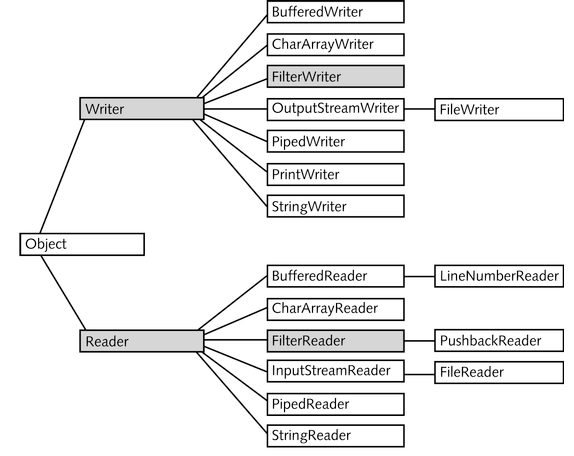 BufferedWriter
CharArrayWriter
FilterWriter
Writer
OutputStreamWriter
FileWriter
PipedWriter
PrintWriter
StringWriter
Object
BufferedReader
LineNumberReader
CharArrayReader
Reader
FilterReader
PushbackReader
InputStreamReader
FileReader
PipedReader
StringReader